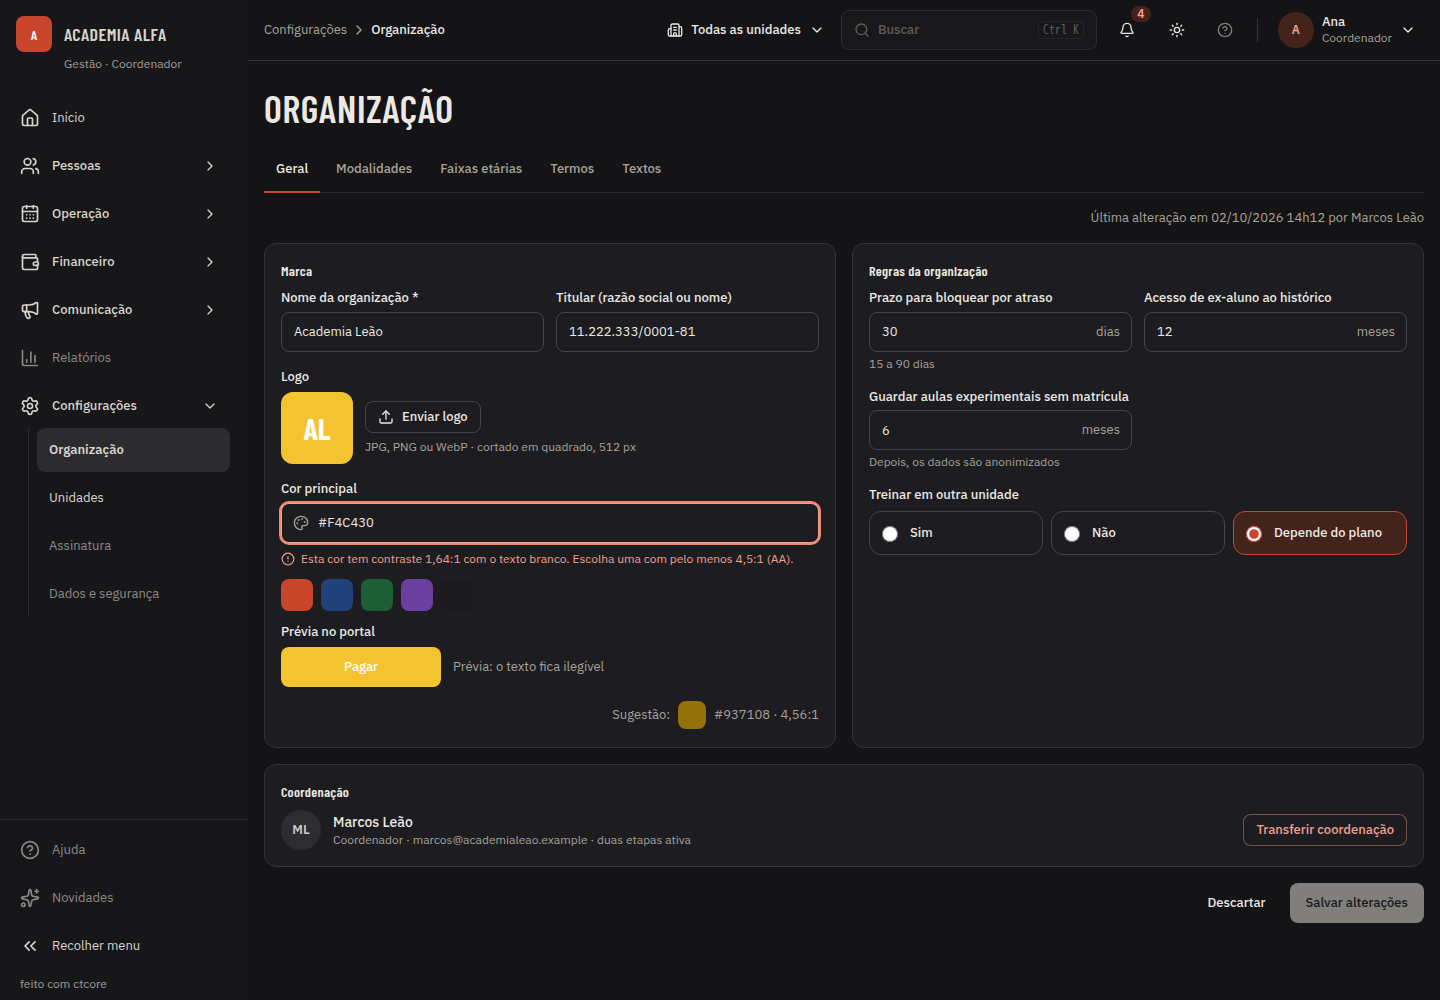 A
ACADEMIA ALFA
Gestão · Coordenador
Início
Pessoas
Operação
Financeiro
Comunicação
Relatórios
Configurações
Organização
Unidades
Assinatura
Dados e segurança
Ajuda
Novidades
Recolher menu
feito com ctcore
Configurações > Organização
Todas as unidades
Buscar
Ctrl K
4
A
Ana
Coordenador
ORGANIZAÇÃO
Geral
Modalidades
Faixas etárias
Termos
Textos
Última alteração em 02/10/2026 14h12 por Marcos Leão
Marca
Nome da organização *
Titular (razão social ou nome)
Academia Leão
11.222.333/0001-81
Logo
AL
Enviar logo
JPG, PNG ou WebP · cortado em quadrado, 512 px
Cor principal
#F4C430
Esta cor tem contraste 1,64:1 com o texto branco. Escolha uma com pelo menos 4,5:1 (AA).
Prévia no portal
Pagar
Prévia: o texto fica ilegível
Sugestão:
#937108 · 4,56:1
Regras da organização
Prazo para bloquear por atraso
Acesso de ex-aluno ao histórico
30 dias
12 meses
15 a 90 dias
Guardar aulas experimentais sem matrícula
6 meses
Depois, os dados são anonimizados
Treinar em outra unidade
Sim
Não
Depende do plano
Coordenação
ML
Marcos Leão
Coordenador · marcos@academialeao.example · duas etapas ativa
Transferir coordenação
Descartar
Salvar alterações